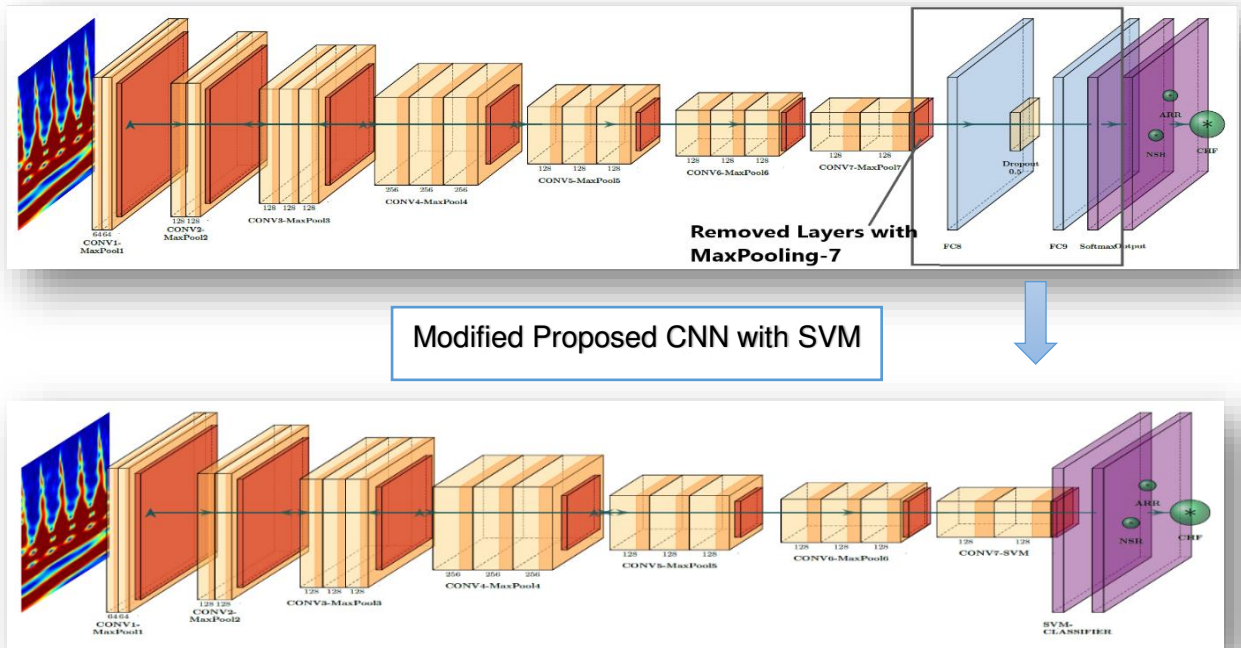 6464
CONV1-
MaxPool1
128 128
CONV2-
MaxPool2
128 128 128
CONV3-MaxPool3
256 256 256
CONV4-MaxPool4
128 128 128
CONV5-MaxPool5
128 128 128
CONV6-MaxPool6
128 128
CONV7-MaxPool7
Removed Layers with
MaxPooling-7
FC8
Dropout
0.5
FC9
Softmax
Output
ARR
NSR
CHF
Modified Proposed CNN with SVM
64 64
CONV1-
MaxPool1
128 128
CONV2-
MaxPool2
128 128 128
CONV3-MaxPool3
256 256 256
CONV4-MaxPool4
128 128 128
CONV5-MaxPool5
128 128 128
CONV6-MaxPool6
128 128
CONV7-SVM
SVM-
CLASSIFIER
ARR
NSR
CHF